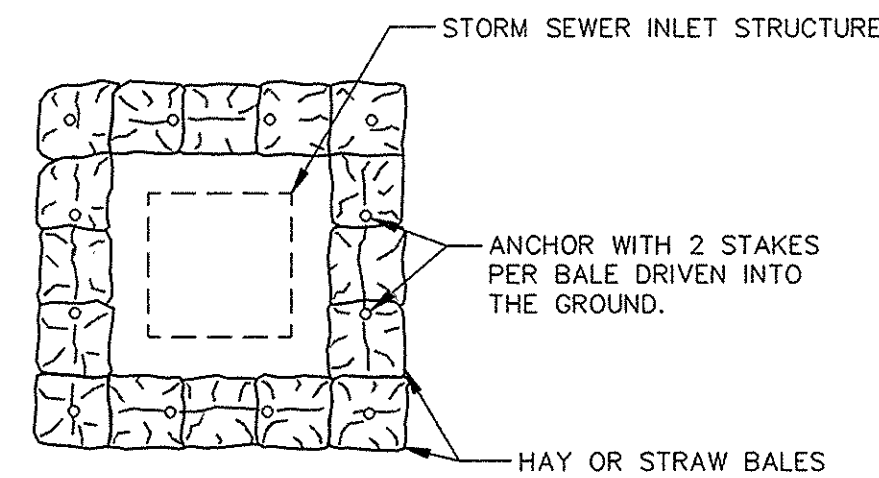 STORM SEWER INLET STRUCTURE
ANCHOR WITH 2 STAKES
PER BALE DRIVEN INTO
THE GROUND.
HAY OR STRAW BALES